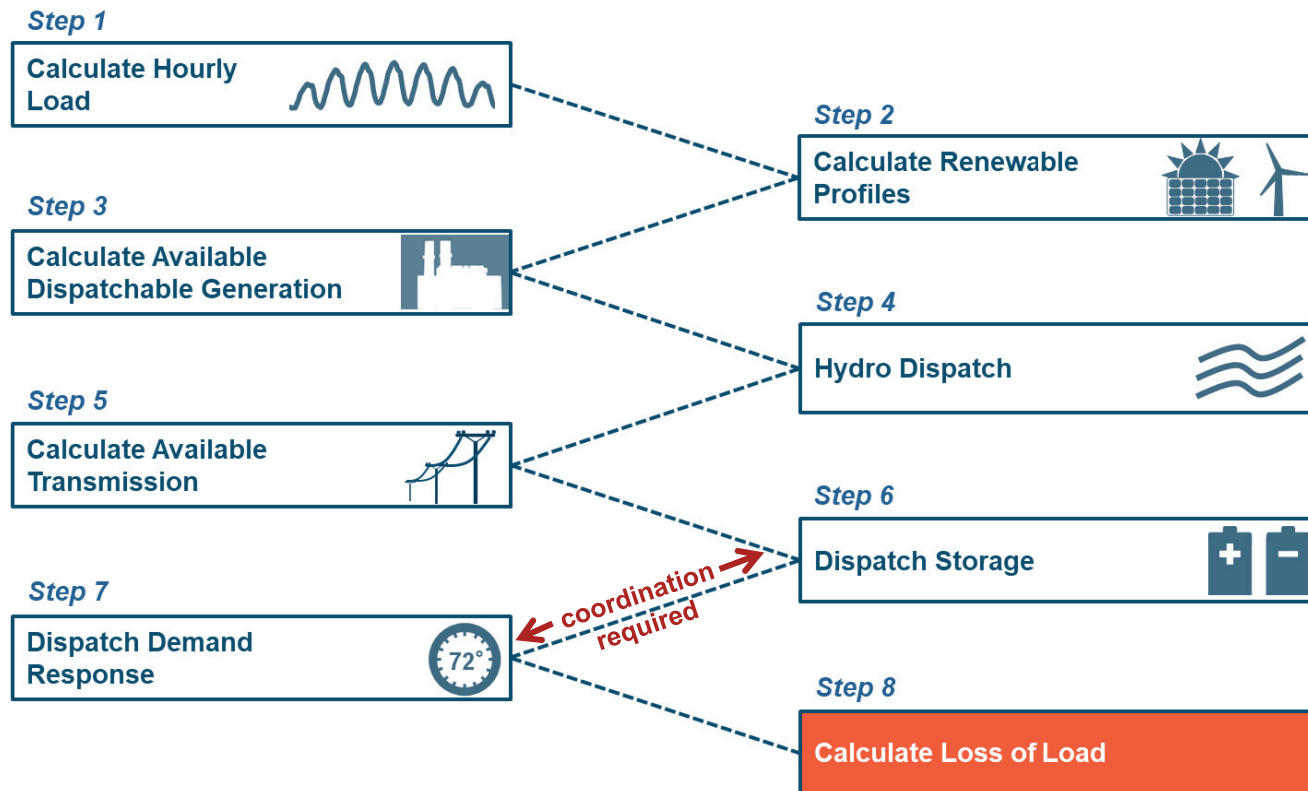 Step 1
Calculate Hourly
Load
Step 2
Calculate Renewable
Profiles
Step 3
Calculate Available
Dispatchable Generation
Step 4
Hydro Dispatch
Step 5
Calculate Available
Transmission
Step 6
Dispatch Storage
+ −
coordination
required
Step 7
Dispatch Demand
Response
72°
Step 8
Calculate Loss of Load